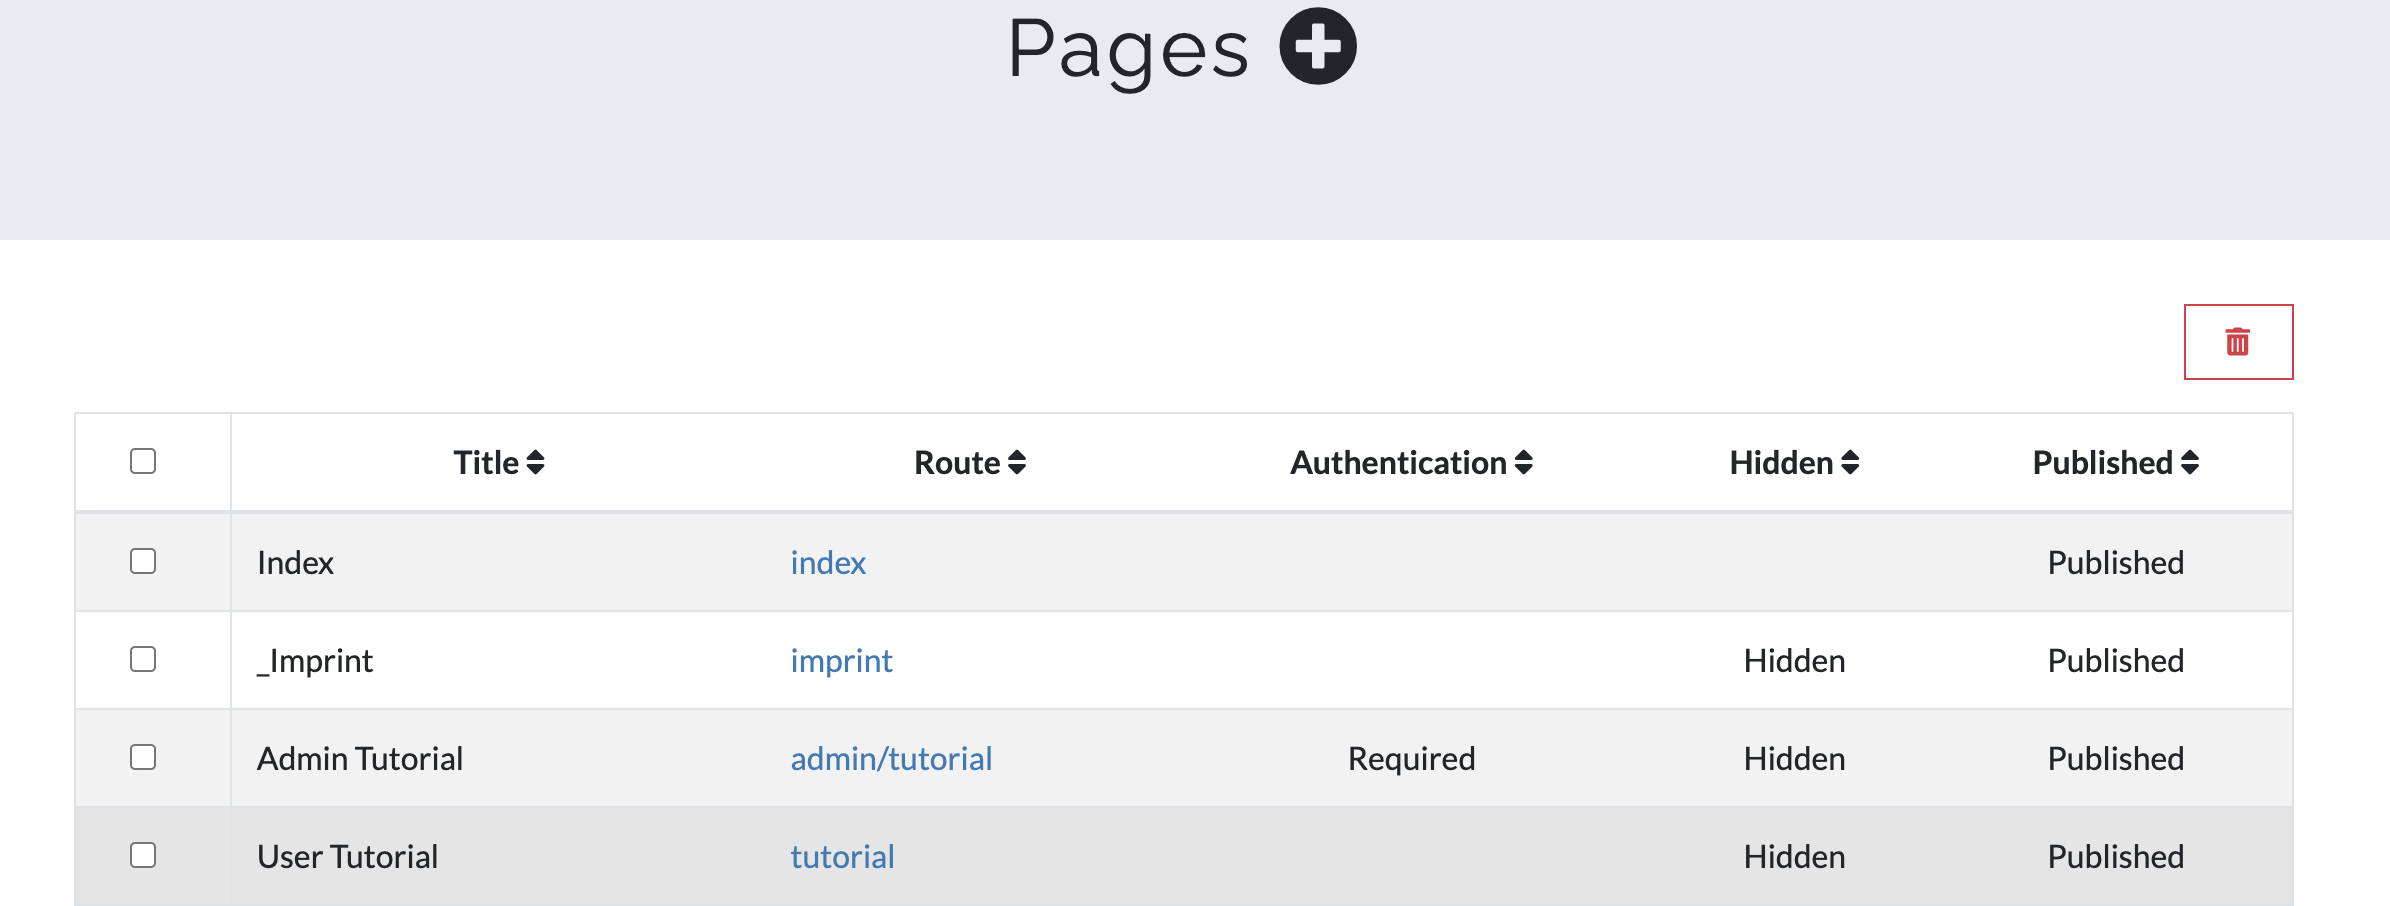 Pages
Title Route Authentication Hidden Published
Index index Published
_Imprint imprint Hidden Published
Admin Tutorial admin/tutorial Required Hidden Published
User Tutorial tutorial Hidden Published